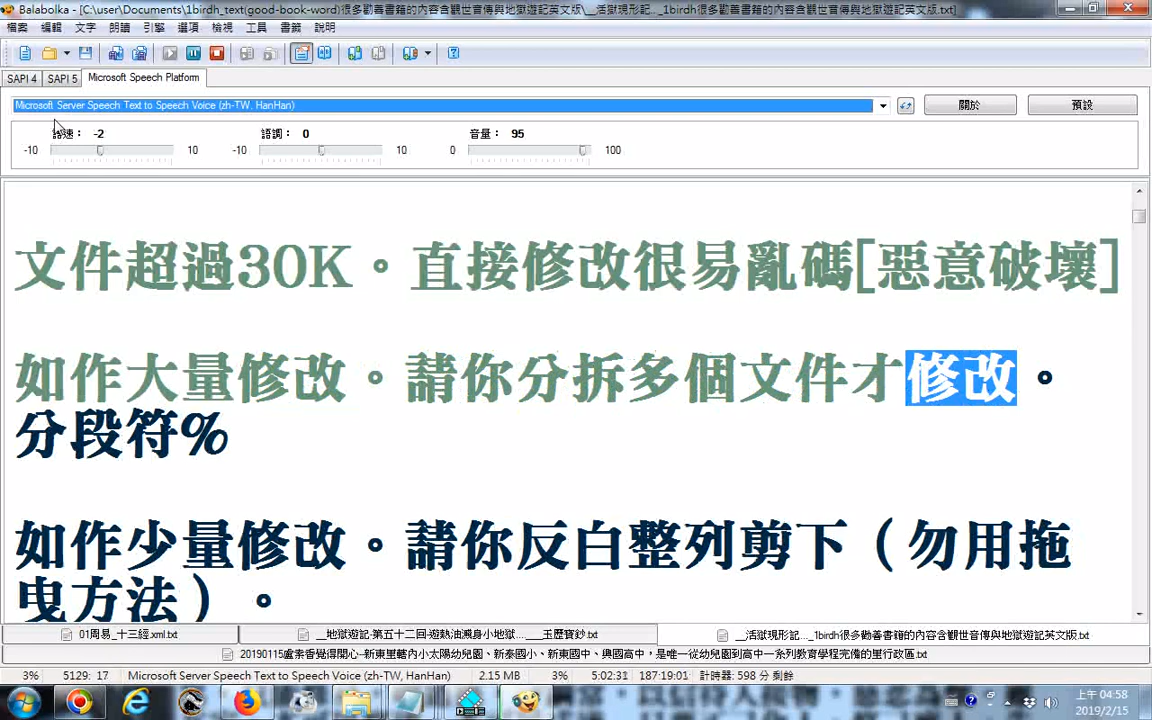 Balabolka - [C:\user\Documents\1birdh_text(good-book-word)很多勸善書籍的內容含觀世音傳與地獄遊記英文版\__活獄現形記..._1birdh很多勸善書籍的內容含觀世音傳與地獄遊記英文版.txt]
檔案 編輯 文字 朗讀 引擎 選項 檢視 工具 書籤 說明
SAPI 4 SAPI 5 Microsoft Speech Platform
Microsoft Server Speech Text to Speech Voice (zh-TW, HanHan) 關於 預設
語速： -2 語調： 0 音量： 95
-10 10 -10 10 0 100
文件超過30K。直接修改很易亂碼[惡意破壞]
如作大量修改。請你分拆多個文件才修改。
分段符%
如作少量修改。請你反白整列剪下（勿用拖
曳方法）。
01周易_十三經.xml.txt __地獄遊記-第五十二回-遊熱油濺身小地獄...____玉歷寶鈔.txt __活獄現形記..._1birdh很多勸善書籍的內容含觀世音傳與地獄遊記英文版.txt
20190115盧素香覺得開心-新東里轄內小太陽幼兒園、新泰國小、新東國中、興國高中，是唯一從幼兒園到高中一系列教育學程完備的里行政區.txt
3% 5129: 17 Microsoft Server Speech Text to Speech Voice (zh-TW, HanHan) 2.15 MB 3% 5:02:31 187:19:01 計時器: 598 分 剩餘
上午 04:58
2019/2/15